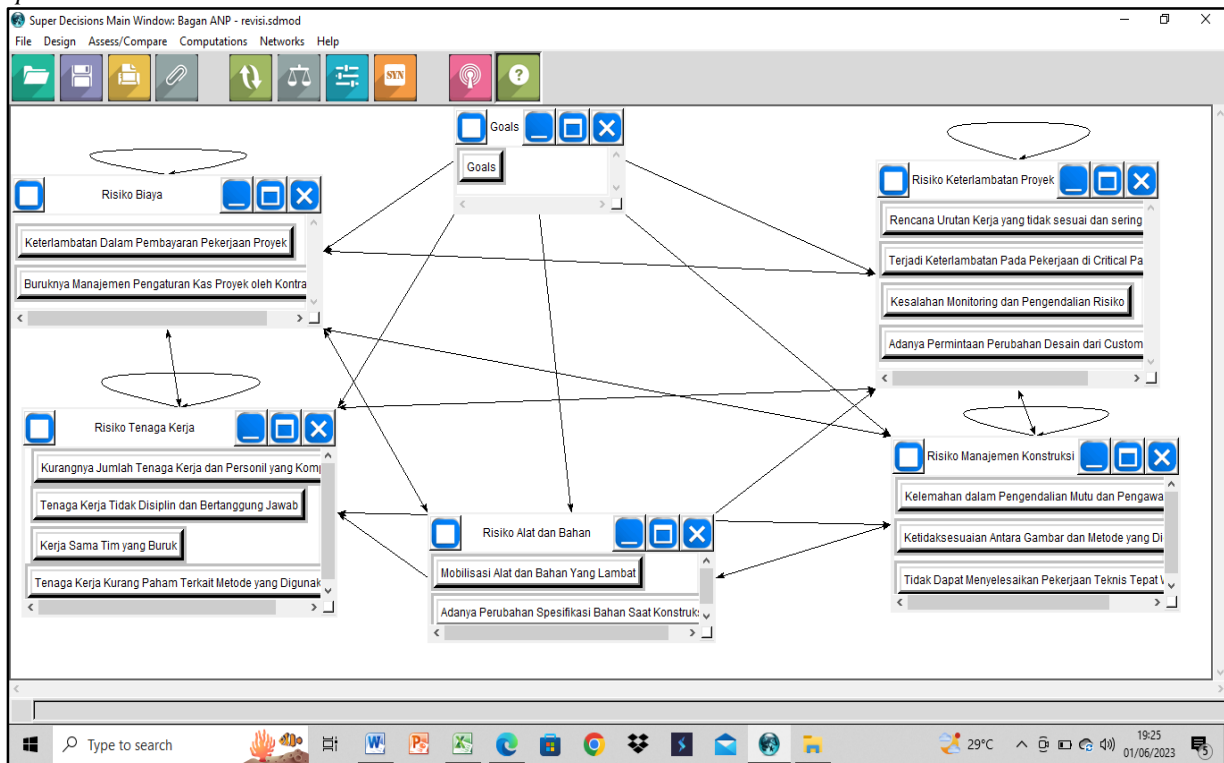 Super Decisions Main Window: Bagan ANP - revisi.sdmod
File Design Assess/Compare Computations Networks Help
SYN
Goals
Goals
Risiko Biaya
Keterlambatan Dalam Pembayaran Pekerjaan Proyek
Buruknya Manajemen Pengaturan Kas Proyek oleh Kontra
Risiko Keterlambatan Proyek
Rencana Urutan Kerja yang tidak sesuai dan sering
Terjadi Keterlambatan Pada Pekerjaan di Critical Pa
Kesalahan Monitoring dan Pengendalian Risiko
Adanya Permintaan Perubahan Desain dari Custom
Risiko Tenaga Kerja
Kurangnya Jumlah Tenaga Kerja dan Personil yang Komp
Tenaga Kerja Tidak Disiplin dan Bertanggung Jawab
Kerja Sama Tim yang Buruk
Tenaga Kerja Kurang Paham Terkait Metode yang Digunak
Risiko Alat dan Bahan
Mobilisasi Alat dan Bahan Yang Lambat
Adanya Perubahan Spesifikasi Bahan Saat Konstruks
Risiko Manajemen Konstruksi
Kelemahan dalam Pengendalian Mutu dan Pengawa
Ketidaksesuaian Antara Gambar dan Metode yang Di
Tidak Dapat Menyelesaikan Pekerjaan Teknis Tepat
Type to search
29°C
19:25
01/06/2023